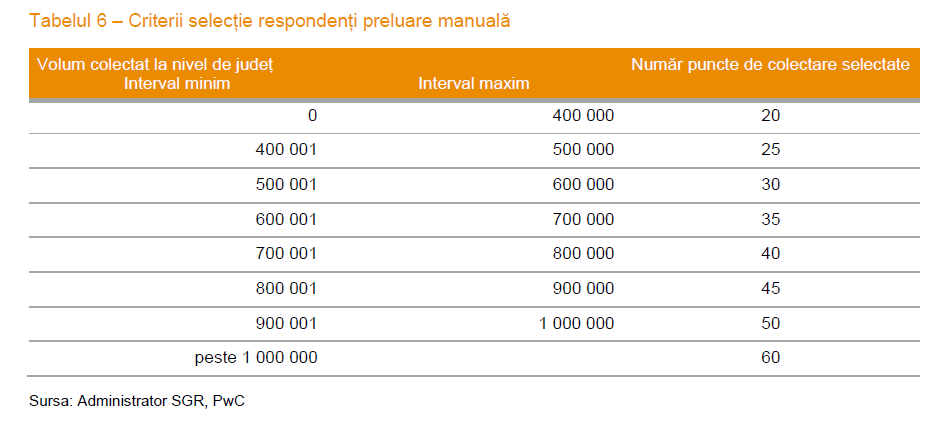 Tabelul 6 – Criterii selecție respondenți preluare manuală
Volum colectat la nivel de județ Număr puncte de colectare selectate
Interval minim Interval maxim
0 400 000 20
400 001 500 000 25
500 001 600 000 30
600 001 700 000 35
700 001 800 000 40
800 001 900 000 45
900 001 1 000 000 50
peste 1 000 000 60
Sursa: Administrator SGR, PwC